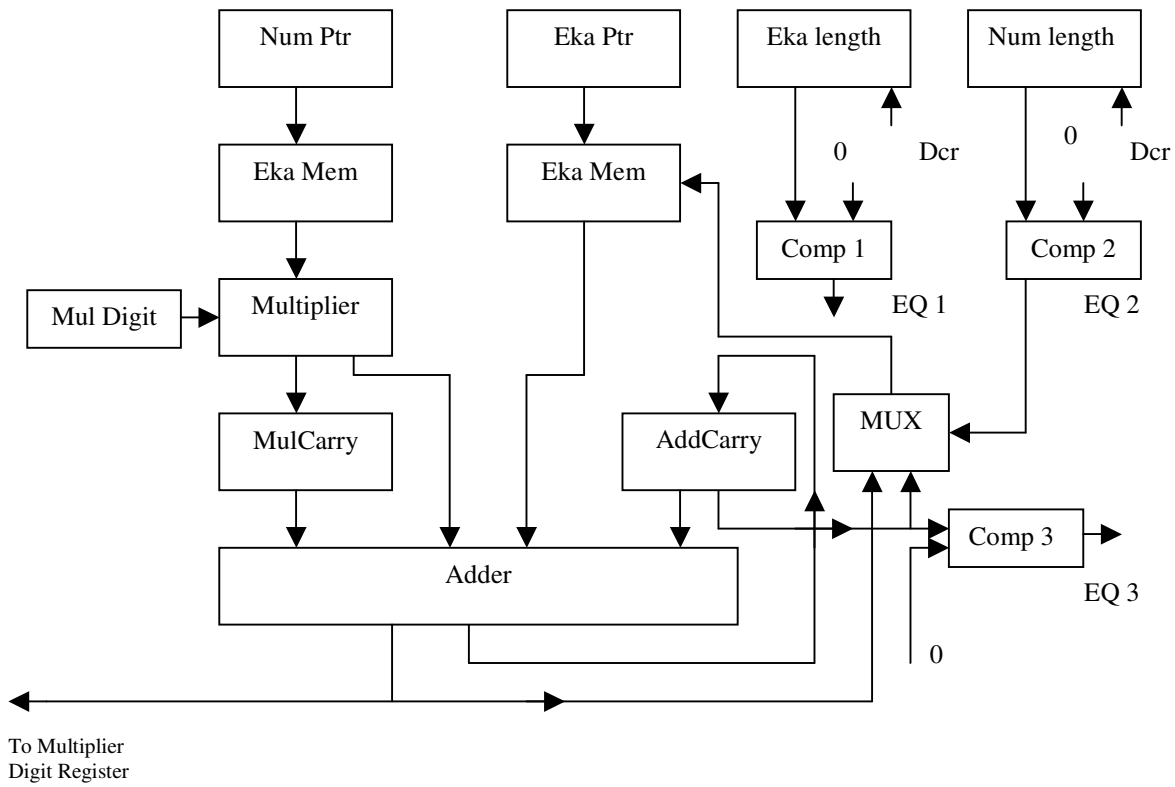 Num Ptr
Eka Ptr
Eka length
Num length
0
Dcr
0
Dcr
Eka Mem
Eka Mem
Comp 1
Comp 2
EQ 1
EQ 2
Mul Digit
Multiplier
MulCarry
AddCarry
MUX
Comp 3
EQ 3
Adder
0
To Multiplier
Digit Register